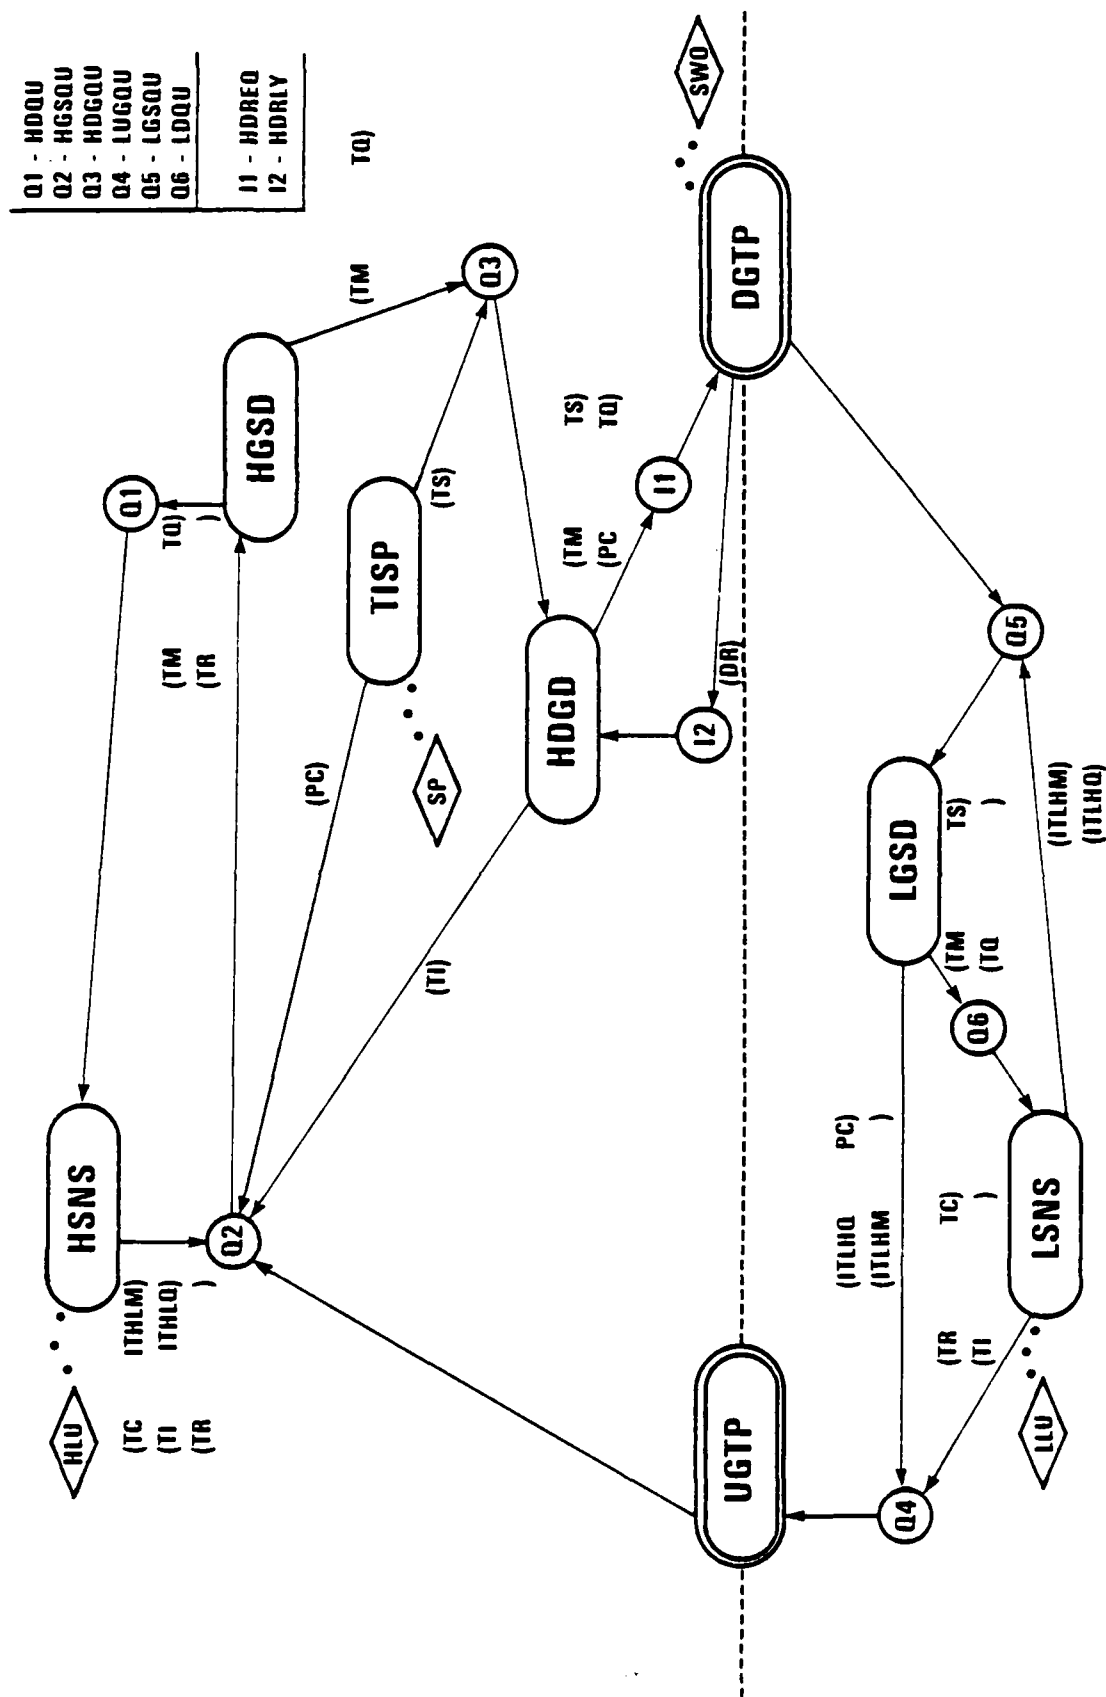 Q1 - HDQU
Q2 - HGSQU
Q3 - HDGQU
Q4 - LUGQU
Q5 - LGSQU
Q6 - LDQU
I1 - HDREQ
I2 - HDRLY
HLU
HSNS
(TC ITHLM)
(TI ITHLQ)
(TR )
Q1
(TM TQ)
(TR )
Q2
HGSD
(TM TQ)
(PC)
TISP
(TS)
SP
Q3
(TI)
HDGD
(TM TS)
(PC TQ)
I1
I2
(DR)
SWO
UGTP
DGTP
(ITLHQ PC)
(ITLHM )
Q4
LGSD
(TM TS)
(TQ )
(TR TC)
(TI )
Q6
Q5
LLU
LSNS
(ITLHM)
(ITLHQ)